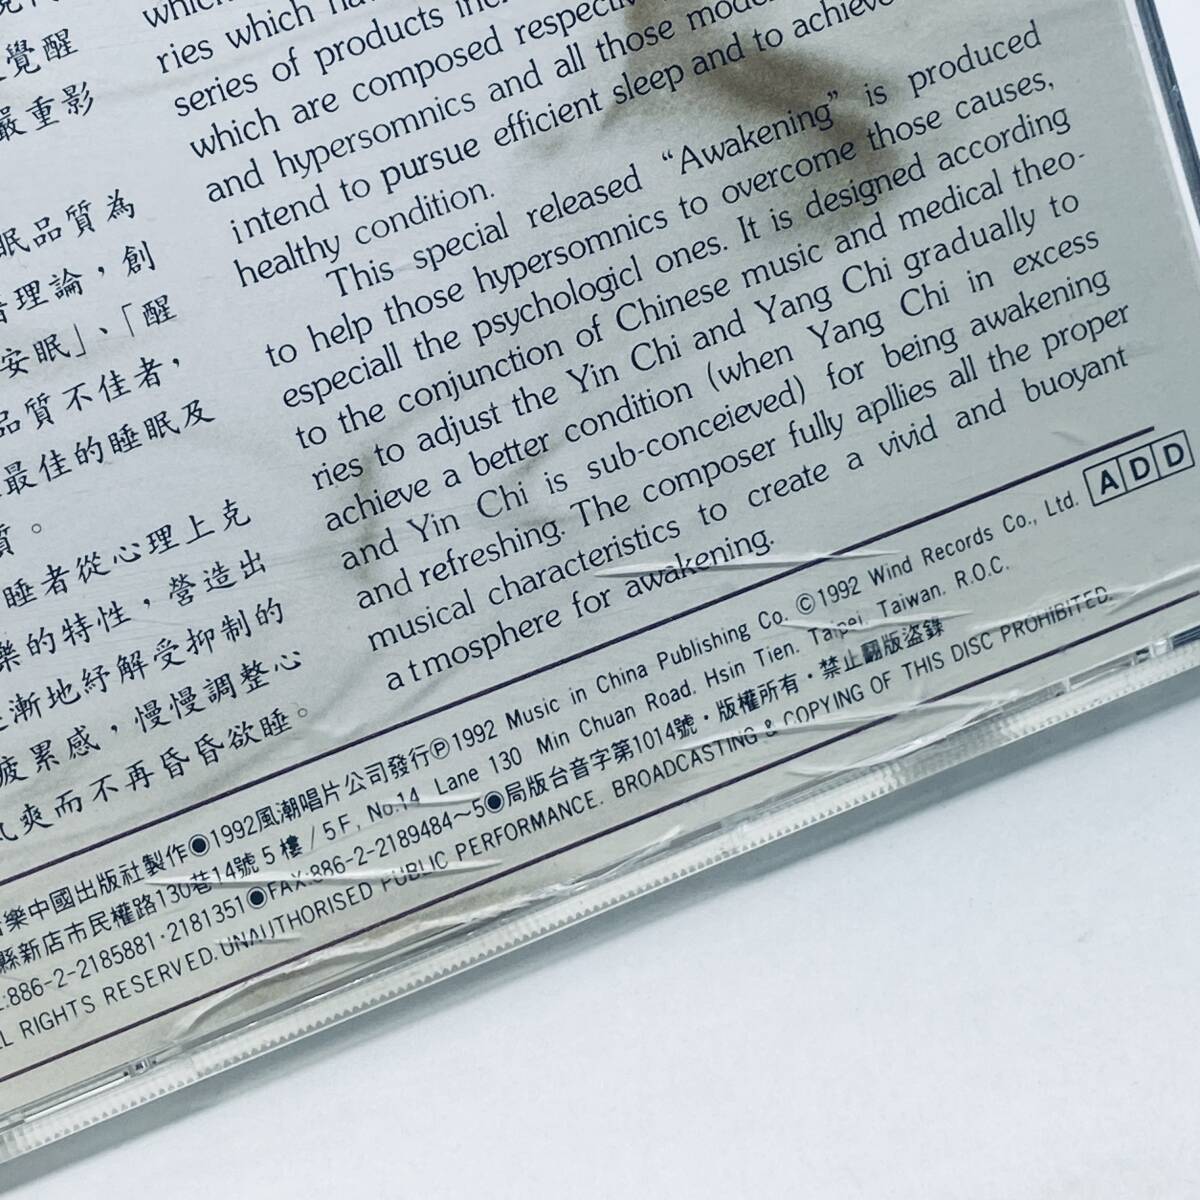 覺醒
嚴重影
眠品質為
音理論，創
安眠」、「醒
品質不佳者，
最佳的睡眠及
質。
睡者從心理上克
樂的特性，營造出
漸地紓解受抑制的
疲累感，慢慢調整心
爽而不再昏昏欲睡。
which
ries which ha
series of products inc
which are composed respectiv
and hypersomnics and all those mode
intend to pursue efficient sleep and to achieve
healthy condition.
This special released “Awakening” is produced
to help those hypersomnics to overcome those causes,
especiall the psychologicl ones. It is designed according
to the conjunction of Chinese music and medical theo-
ries to adjust the Yin Chi and Yang Chi gradually to
achieve a better condition (when Yang Chi in excess
and Yin Chi is sub-conceieved) for being awakening
and refreshing. The composer fully apllies all the proper
musical characteristics to create a vivid and buoyant
atmosphere for awakening.
樂中國出版社製作◉1992風潮唱片公司發行Ⓟ1992 Music in China Publishing Co. ©1992 Wind Records Co., Ltd. ADD
縣新店市民權路130巷14號5樓/5F, No.14, Lane 130 Min Chuan Road. Hsin Tien. Taipei. Taiwan. R.O.C.
:886-2-2185881・2181351◉FAX:886-2-2189484～5◉局版台音字第1014號・版權所有・禁止翻版盜錄
LL RIGHTS RESERVED. UNAUTHORISED PUBLIC PERFORMANCE. BROADCASTING & COPYING OF THIS DISC PROHIBITED.